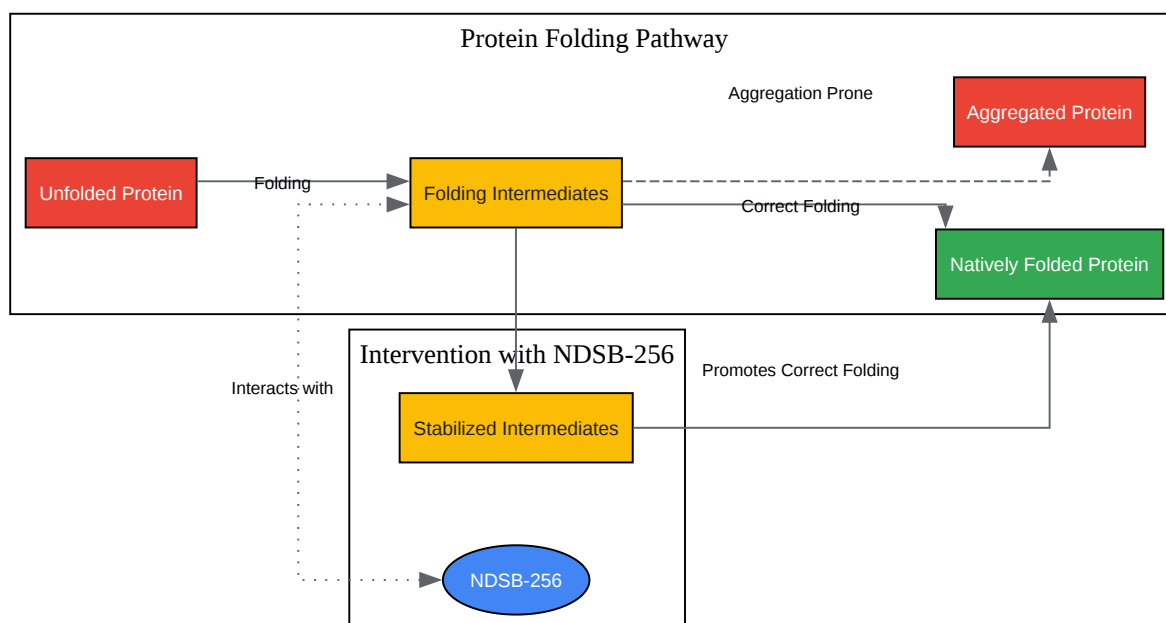 Protein Folding Pathway
Aggregation Prone
Aggregated Protein
Unfolded Protein
Folding
Folding Intermediates
Correct Folding
Natively Folded Protein
Intervention with NDSB-256
Promotes Correct Folding
Interacts with
Stabilized Intermediates
NDSB-256